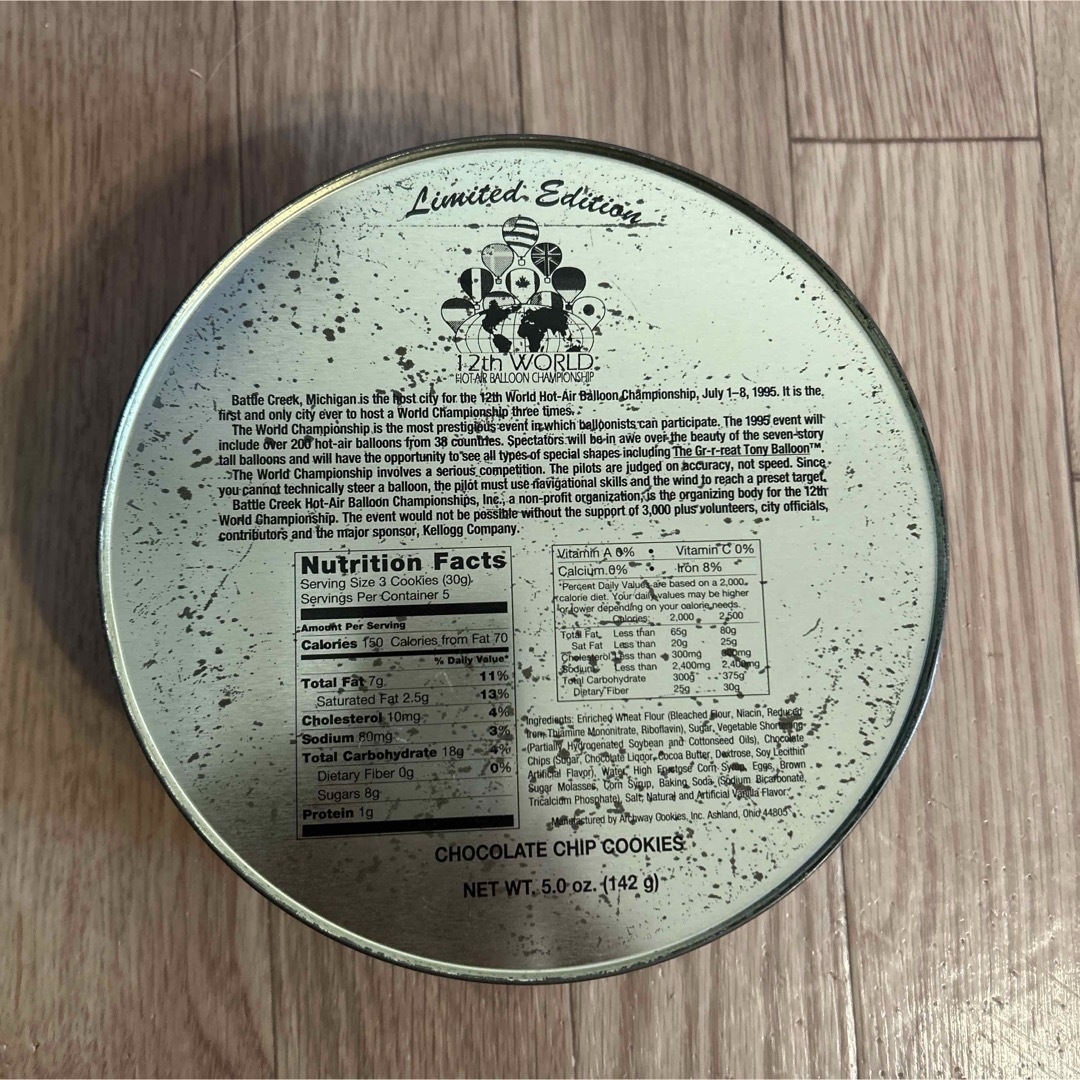 Limited Edition
12th WORLD
HOT-AIR BALLOON CHAMPIONSHIP
Battle Creek, Michigan is the host city for the 12th World Hot-Air Balloon Championship, July 1–8, 1995. It is the
first and only city ever to host a World Championship three times.
The World Championship is the most prestigious event in which balloonists can participate. The 1995 event will
include over 200 hot-air balloons from 38 countries. Spectators will be in awe over the beauty of the seven-story
tall balloons and will have the opportunity to see all types of special shapes including The Gr-r-reat Tony Balloon™.
The World Championship involves a serious competition. The pilots are judged on accuracy, not speed. Since
you cannot technically steer a balloon, the pilot must use navigational skills and the wind to reach a preset target.
Battle Creek Hot-Air Balloon Championships, Inc., a non-profit organization, is the organizing body for the 12th
World Championship. The event would not be possible without the support of 3,000 plus volunteers, city officials,
contributors and the major sponsor, Kellogg Company.
Nutrition Facts
Serving Size 3 Cookies (30g)
Servings Per Container 5
Amount Per Serving
Calories 150 Calories from Fat 70
% Daily Value*
Total Fat 7g 11%
Saturated Fat 2.5g 13%
Cholesterol 10mg 4%
Sodium 80mg 3%
Total Carbohydrate 18g 4%
Dietary Fiber 0g 0%
Sugars 8g
Protein 1g
Vitamin A 0% • Vitamin C 0%
Calcium 0% • Iron 8%
*Percent Daily Values are based on a 2,000
calorie diet. Your daily values may be higher
or lower depending on your calorie needs.
Calories: 2,000 2,500
Total Fat Less than 65g 80g
Sat Fat Less than 20g 25g
Cholesterol Less than 300mg 300mg
Sodium Less than 2,400mg 2,400mg
Total Carbohydrate 300g 375g
Dietary Fiber 25g 30g
Ingredients: Enriched Wheat Flour (Bleached Flour, Niacin, Reduced
Iron, Thiamine Mononitrate, Riboflavin), Sugar, Vegetable Shortening
(Partially Hydrogenated Soybean and Cottonseed Oils), Chocolate
Chips (Sugar, Chocolate Liquor, Cocoa Butter, Dextrose, Soy Lecithin
Artificial Flavor), Water, High Fructose Corn Syrup, Eggs, Brown
Sugar Molasses, Corn Syrup, Baking Soda, (Sodium Bicarbonate,
Tricalcium Phosphate), Salt, Natural and Artificial Vanilla Flavor.
Manufactured by Archway Cookies, Inc. Ashland, Ohio 44805
CHOCOLATE CHIP COOKIES
NET WT. 5.0 oz. (142 g)